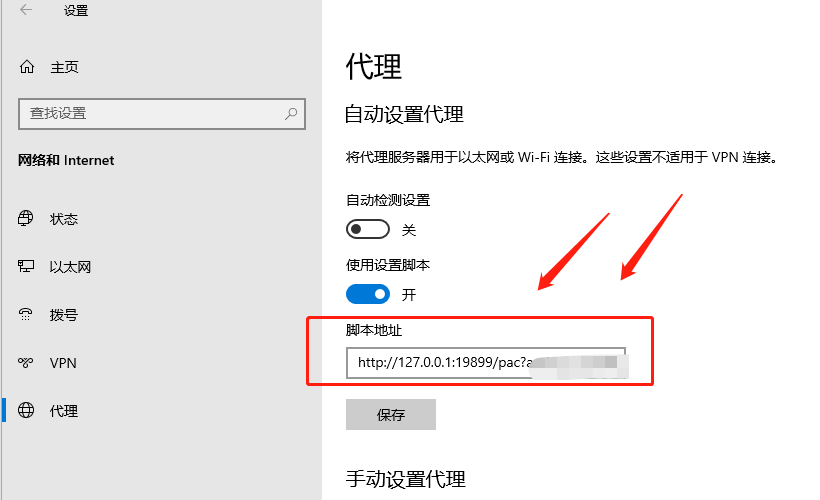 设置
主页
查找设置
网络和 Internet
状态
以太网
拨号
VPN
代理
代理
自动设置代理
将代理服务器用于以太网或 Wi-Fi 连接。这些设置不适用于 VPN 连接。
自动检测设置
关
使用设置脚本
开
脚本地址
http://127.0.0.1:19899/pac?a
保存
手动设置代理